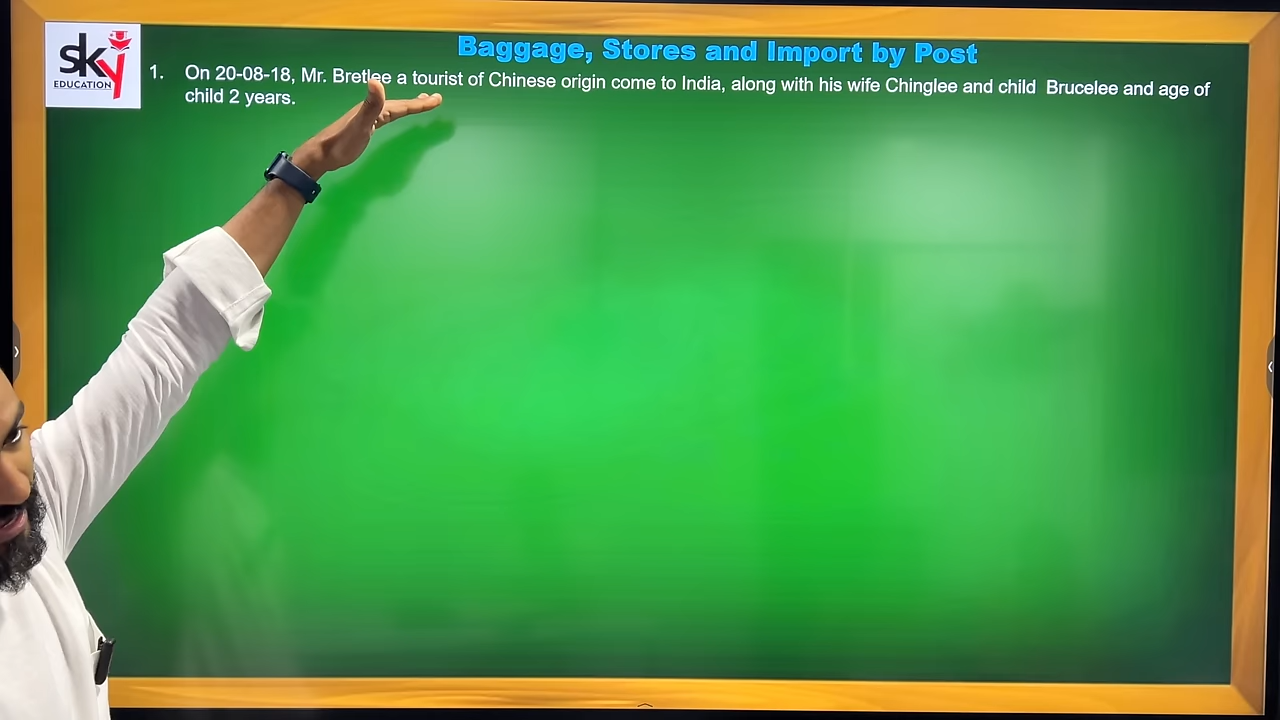 sky
EDUCATION
Baggage, Stores and Import by Post
1. On 20-08-18, Mr. Bretlee a tourist of Chinese origin come to India, along with his wife Chinglee and child Brucelee and age of
child 2 years.